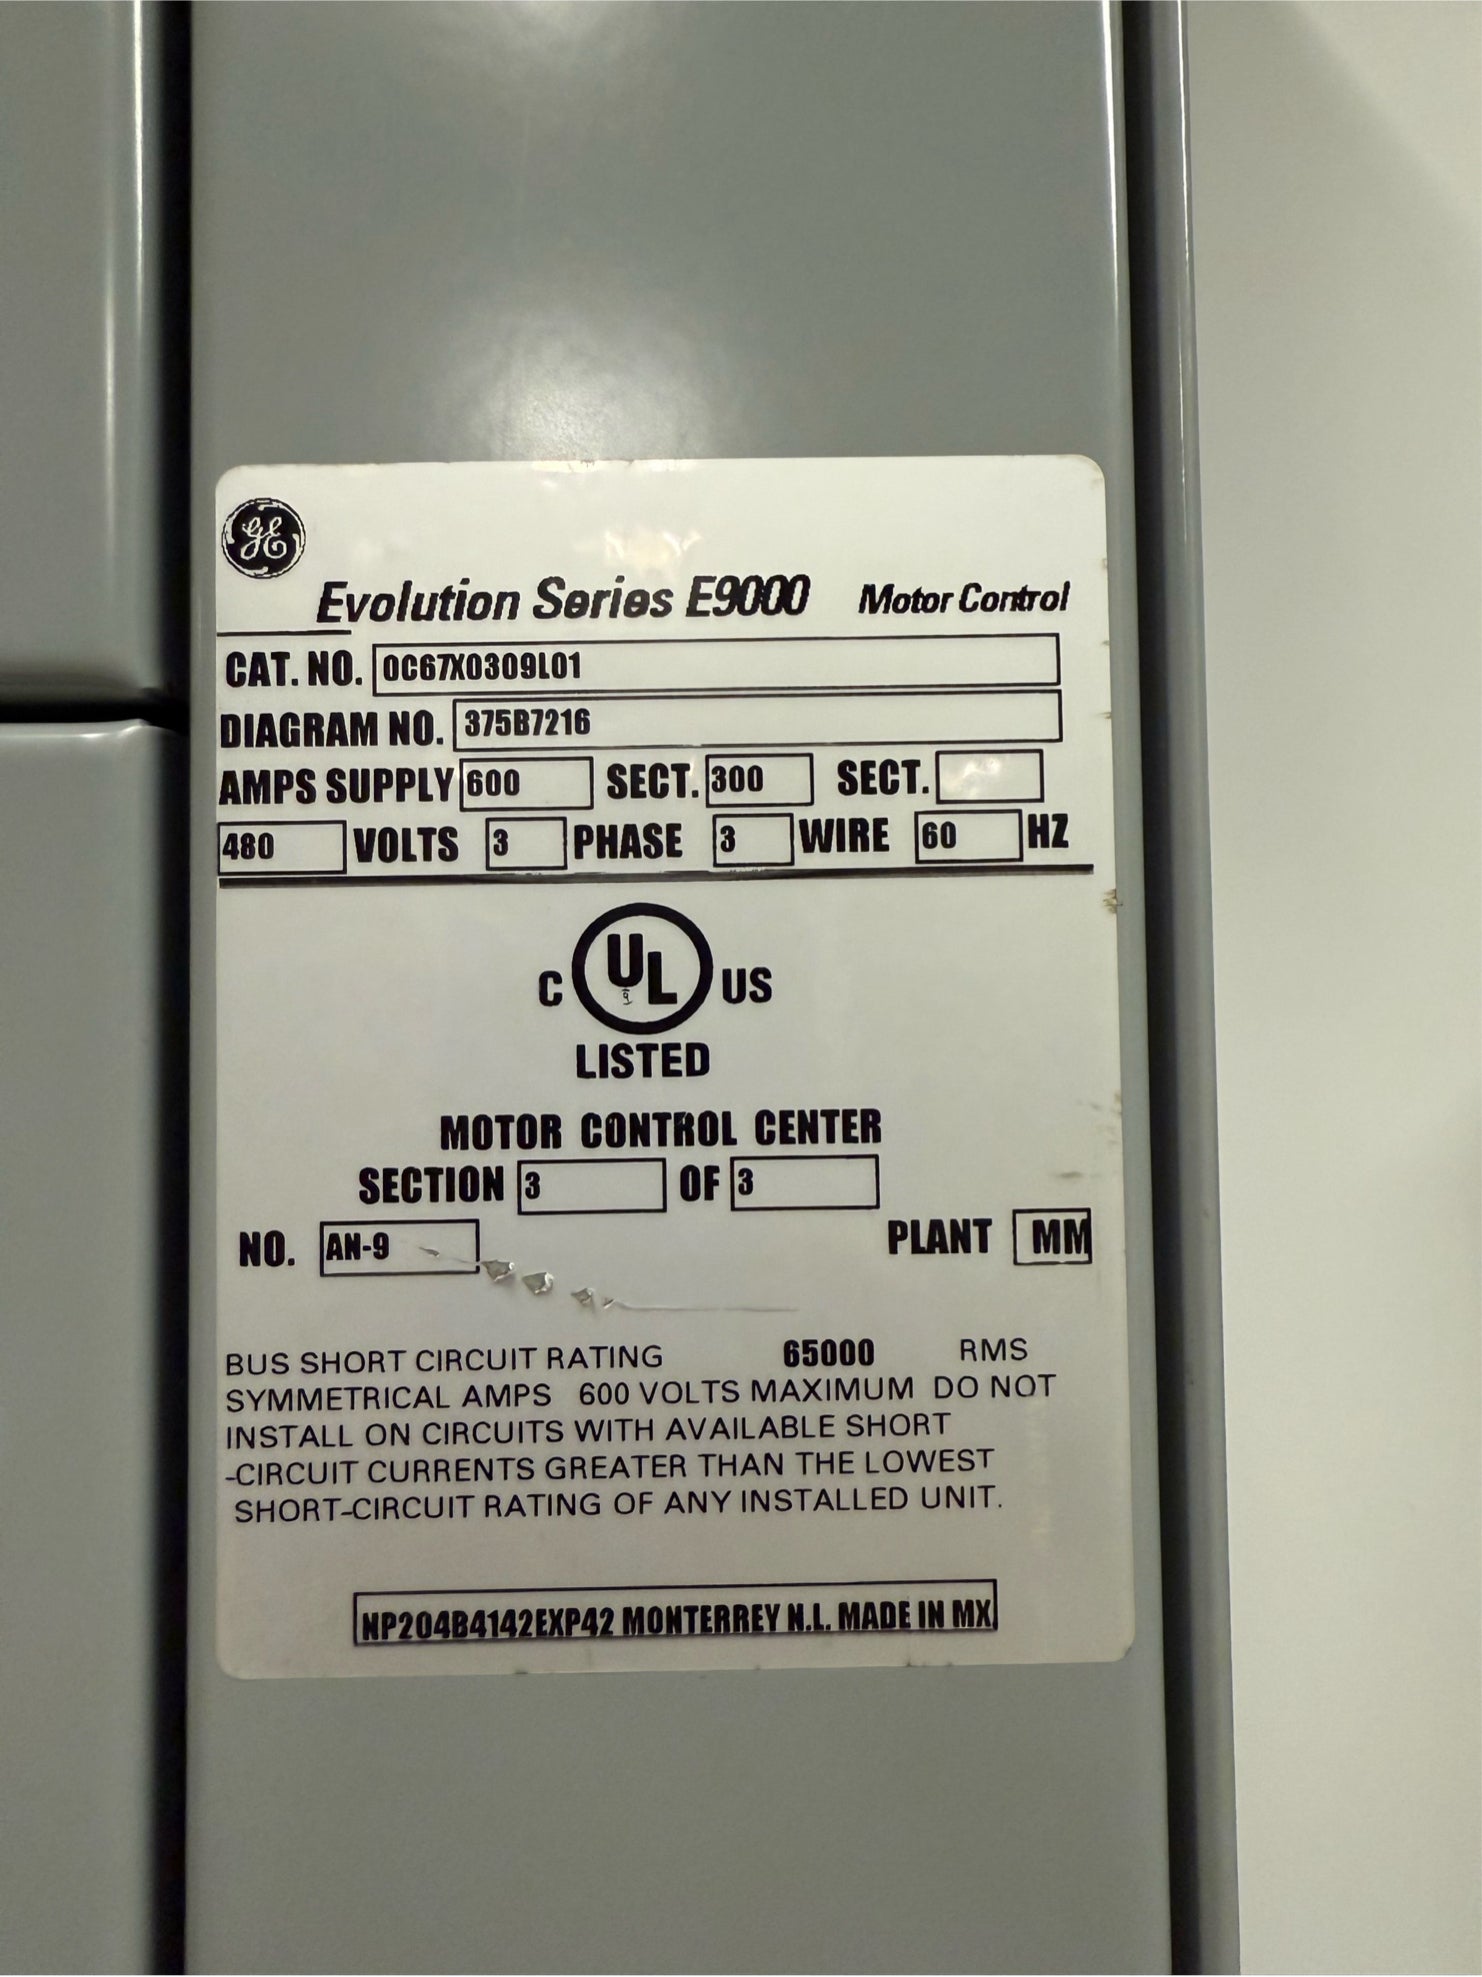 GE
Evolution Series E9000 Motor Control
CAT. NO. 0C67X0309L01
DIAGRAM NO. 375B7216
AMPS SUPPLY 600 SECT. 300 SECT.
480 VOLTS 3 PHASE 3 WIRE 60 HZ
C UL US
LISTED
MOTOR CONTROL CENTER
SECTION 3 OF 3
NO. AN-9 PLANT MM
BUS SHORT CIRCUIT RATING 65000 RMS
SYMMETRICAL AMPS 600 VOLTS MAXIMUM DO NOT
INSTALL ON CIRCUITS WITH AVAILABLE SHORT
-CIRCUIT CURRENTS GREATER THAN THE LOWEST
SHORT-CIRCUIT RATING OF ANY INSTALLED UNIT.
NP204B4142EXP42 MONTERREY N.L. MADE IN MX